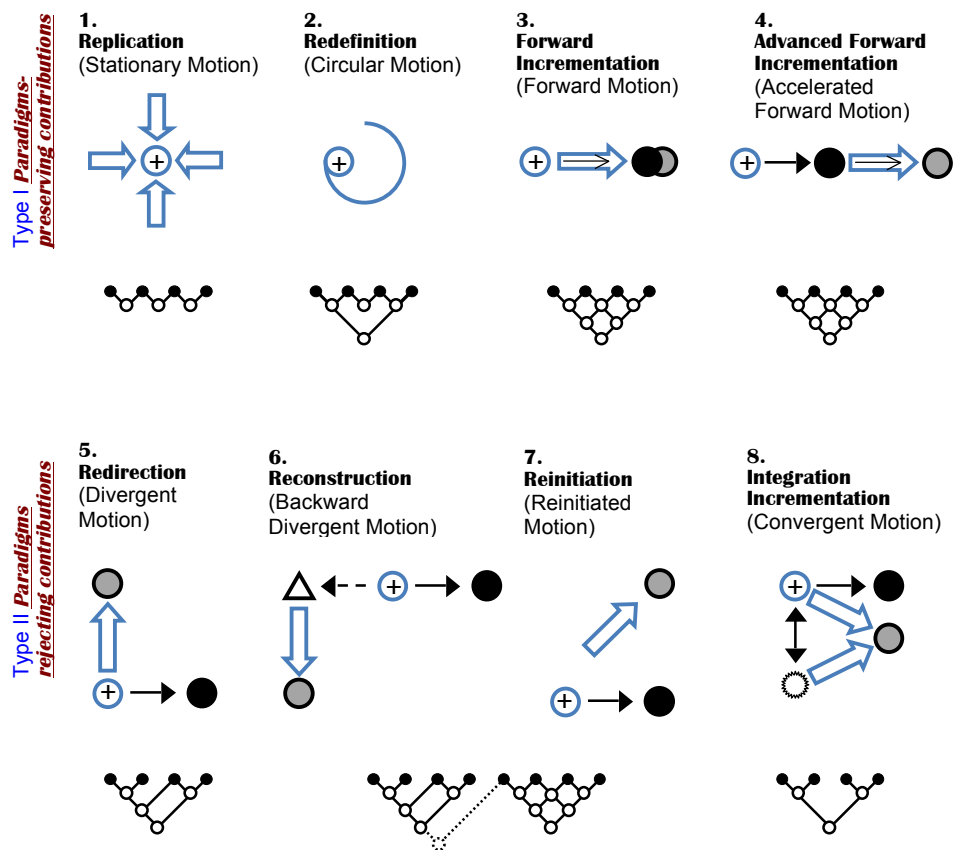 Type I Paradigms-
preserving contributions
1.
Replication
(Stationary Motion)
2.
Redefinition
(Circular Motion)
3.
Forward
Incrementation
(Forward Motion)
4.
Advanced Forward
Incrementation
(Accelerated
Forward Motion)
+
+
+
+
Type II Paradigms
rejecting contributions
5.
Redirection
(Divergent
Motion)
6.
Reconstruction
(Backward
Divergent Motion)
7.
Reinitiation
(Reinitiated
Motion)
8.
Integration
Incrementation
(Convergent Motion)
+
+
+
+